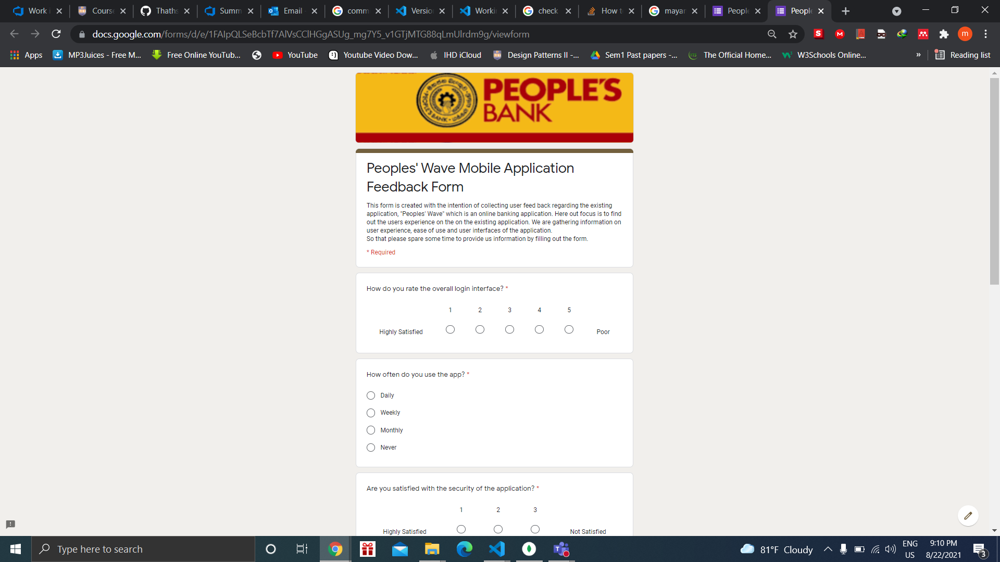 Work i
Course
Thaths
Summ
Email
comm
Versio
Workin
check
How t
mayar
People
People
docs.google.com/forms/d/e/1FAIpQLSeBcbTf7AlVsCClHGgASUg_mg7Y5_v1GTjMTG88qLmUlrdm9g/viewform
m
Apps
MP3Juices - Free M...
Free Online YouTub...
YouTube
Youtube Video Dow...
IHD iCloud
Design Patterns II -...
Sem1 Past papers -...
The Official Home...
W3Schools Online...
»
Reading list
PEOPLE'S
BANK
Peoples' Wave Mobile Application
Feedback Form
This form is created with the intention of collecting user feed back regarding the existing
application, "Peoples' Wave" which is an online banking application. Here out focus is to find
out the users experience on the on the existing application. We are gathering information on
user experience, ease of use and user interfaces of the application.
So that please spare some time to provide us information by filling out the form.
* Required
How do you rate the overall login interface? *
1 2 3 4 5
Highly Satisfied Poor
How often do you use the app? *
Daily
Weekly
Monthly
Never
Are you satisfied with the security of the application? *
1 2 3
Highly Satisfied Not Satisfied
Type here to search
81°F Cloudy
ENG
US
9:10 PM
8/22/2021
3